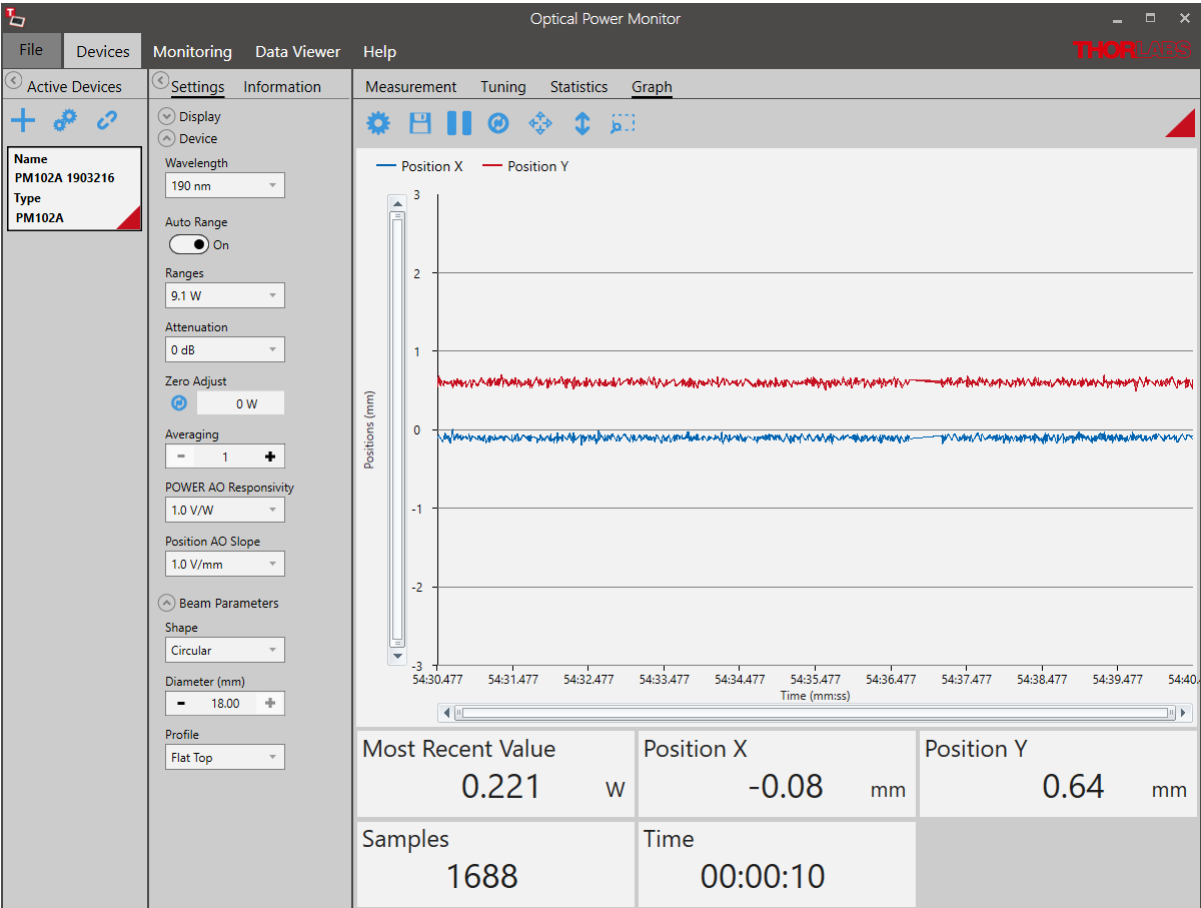 Optical Power Monitor
File Devices Monitoring Data Viewer Help
THORLABS
Active Devices
Name
PM102A 1903216
Type
PM102A
Settings Information
Display
Device
Wavelength
190 nm
Auto Range
On
Ranges
9.1 W
Attenuation
0 dB
Zero Adjust
0 W
Averaging
- 1 +
POWER AO Responsivity
1.0 V/W
Position AO Slope
1.0 V/mm
Beam Parameters
Shape
Circular
Diameter (mm)
- 18.00 +
Profile
Flat Top
Measurement Tuning Statistics Graph
Position X Position Y
3
2
1
0
-1
-2
-3
Positions (mm)
54:30.477 54:31.477 54:32.477 54:33.477 54:34.477 54:35.477 54:36.477 54:37.477 54:38.477 54:39.477 54:40.
Time (mm:ss)
Most Recent Value
0.221 W
Position X
-0.08 mm
Position Y
0.64 mm
Samples
1688
Time
00:00:10